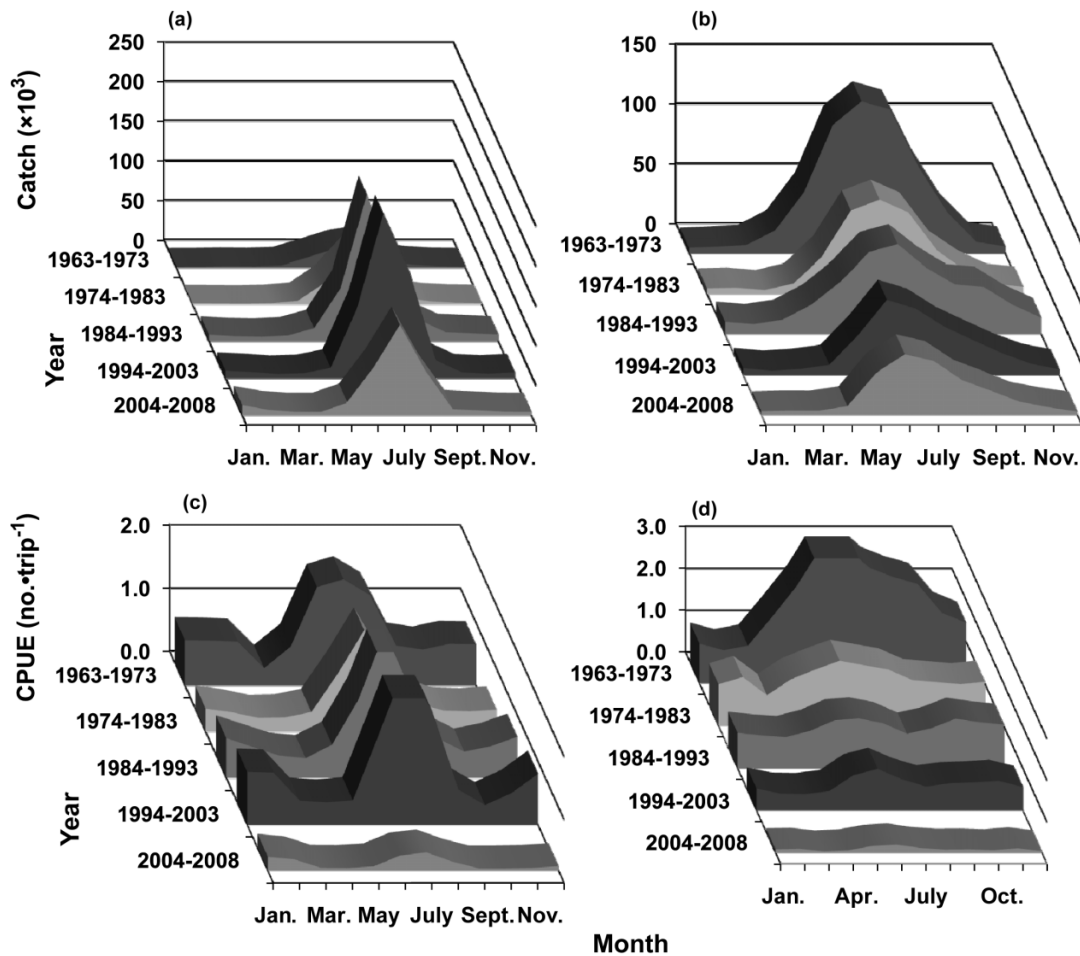 (a)
250
200
150
100
50
0
Catch (×10³)
1963-1973
1974-1983
1984-1993
1994-2003
2004-2008
Year
Jan. Mar. May July Sept. Nov.
(b)
150
100
50
0
1963-1973
1974-1983
1984-1993
1994-2003
2004-2008
Jan. Mar. May July Sept. Nov.
(c)
2.0
1.0
0.0
CPUE (no.•trip⁻¹)
1963-1973
1974-1983
1984-1993
1994-2003
2004-2008
Year
Jan. Mar. May July Sept. Nov.
(d)
3.0
2.0
1.0
0.0
1963-1973
1974-1983
1984-1993
1994-2003
2004-2008
Jan. Apr. July Oct.
Month